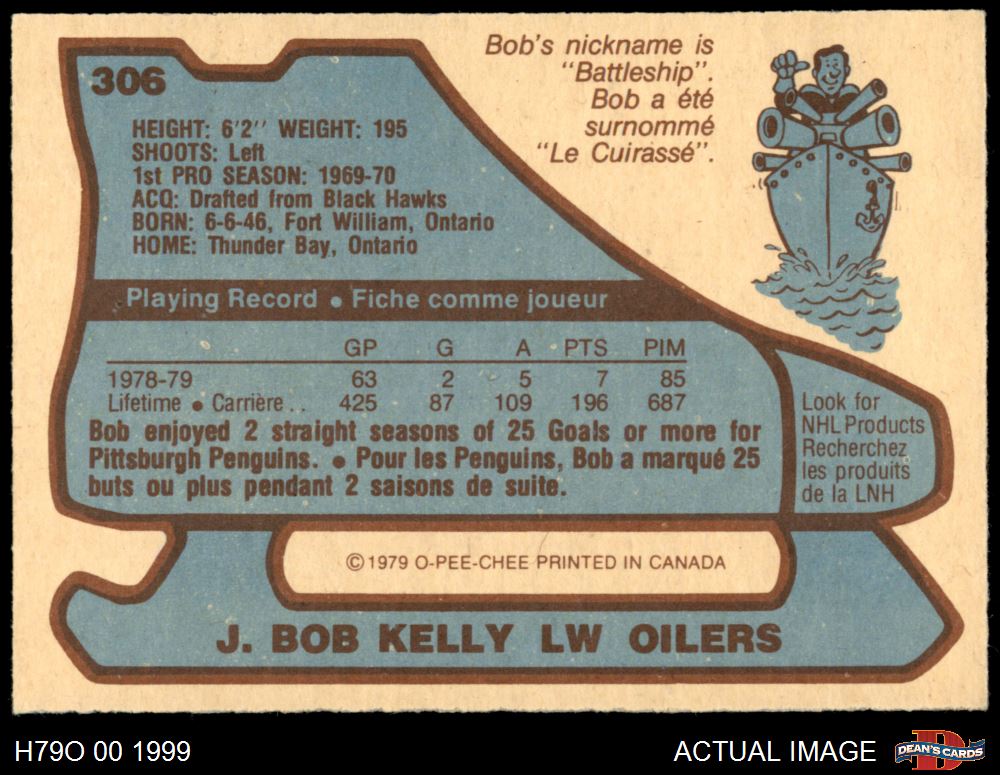 306
Bob's nickname is
"Battleship".
Bob a été
surnommé
"Le Cuirassé".
HEIGHT: 6'2" WEIGHT: 195
SHOOTS: Left
1st PRO SEASON: 1969-70
ACQ: Drafted from Black Hawks
BORN: 6-6-46, Fort William, Ontario
HOME: Thunder Bay, Ontario
Playing Record • Fiche comme joueur
GP G A PTS PIM
1978-79 63 2 5 7 85
Lifetime • Carrière . . 425 87 109 196 687
Bob enjoyed 2 straight seasons of 25 Goals or more for
Pittsburgh Penguins. • Pour les Penguins, Bob a marqué 25
buts ou plus pendant 2 saisons de suite.
Look for
NHL Products
Recherchez
les produits
de la LNH
©1979 O-PEE-CHEE PRINTED IN CANADA
J. BOB KELLY LW OILERS
H79O 00 1999
ACTUAL IMAGE
D
DEAN'S CARDS